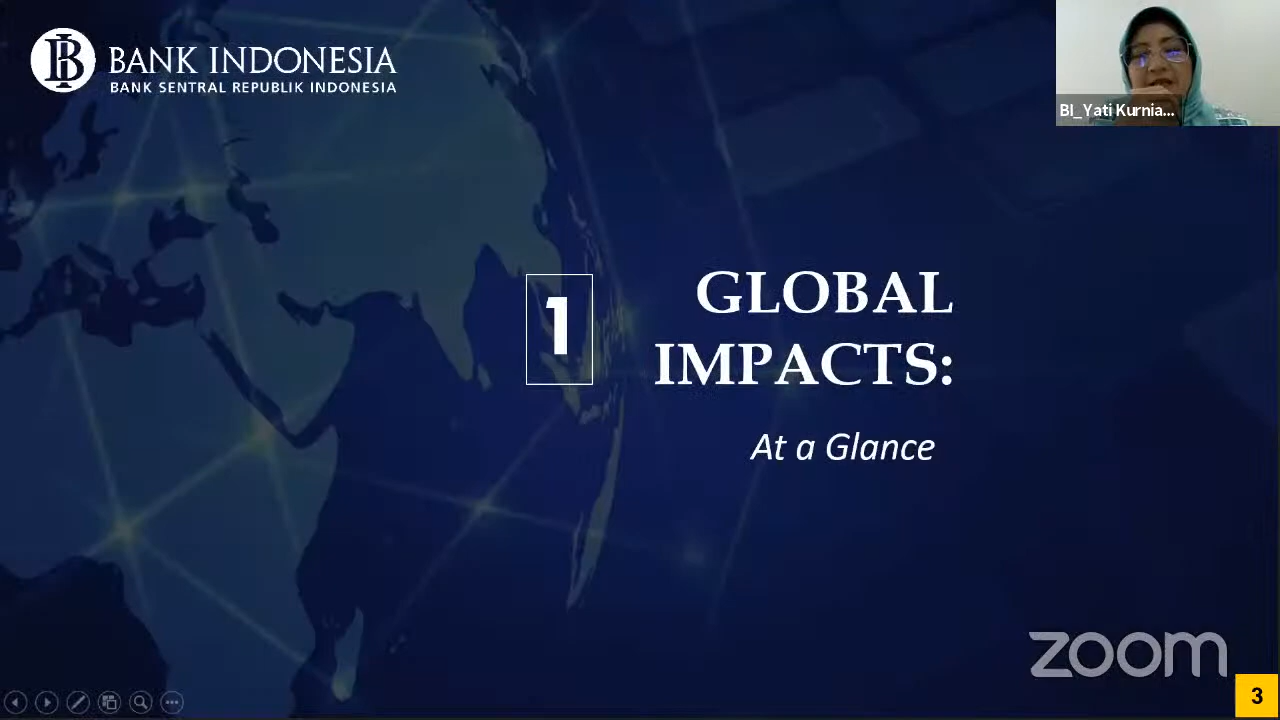 BANK INDONESIA
BANK SENTRAL REPUBLIK INDONESIA
BI_Yati Kurnia...
1
GLOBAL
IMPACTS:
At a Glance
zoom
3